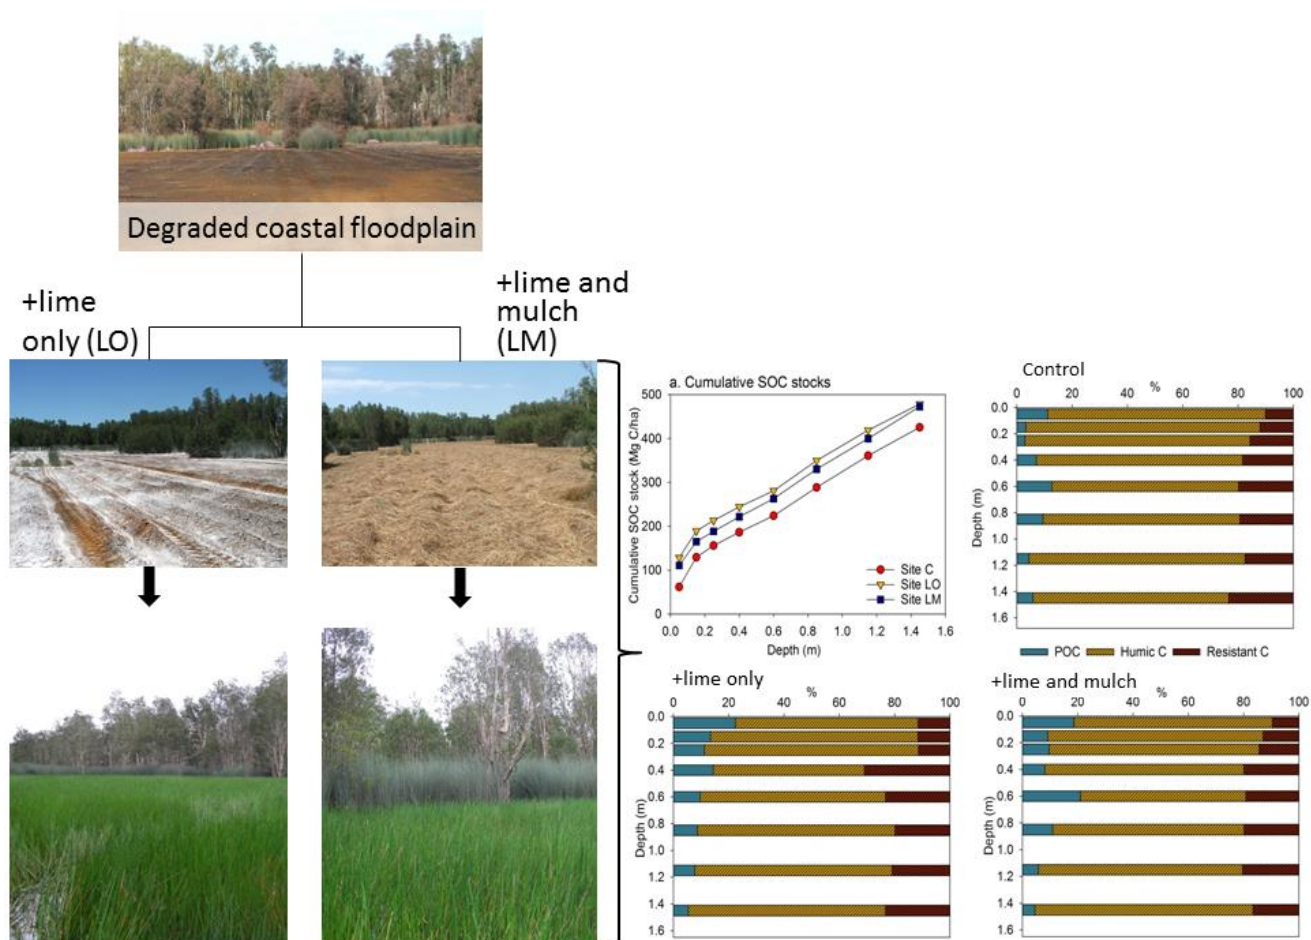 Degraded coastal floodplain
+lime
only (LO)
+lime and
mulch
(LM)
a. Cumulative SOC stocks
Cumulative SOC stock (Mg C/ha)
500
400
300
200
100
0
Site C
Site LO
Site LM
0.0 0.2 0.4 0.6 0.8 1.0 1.2 1.4 1.6
Depth (m)
Control
%
0 20 40 60 80 100
Depth (m)
0.0
0.2
0.4
0.6
0.8
1.0
1.2
1.4
1.6
POC Humic C Resistant C
+lime only
%
0 20 40 60 80 100
Depth (m)
0.0
0.2
0.4
0.6
0.8
1.0
1.2
1.4
1.6
+lime and mulch
%
0 20 40 60 80 100
Depth (m)
0.0
0.2
0.4
0.6
0.8
1.0
1.2
1.4
1.6